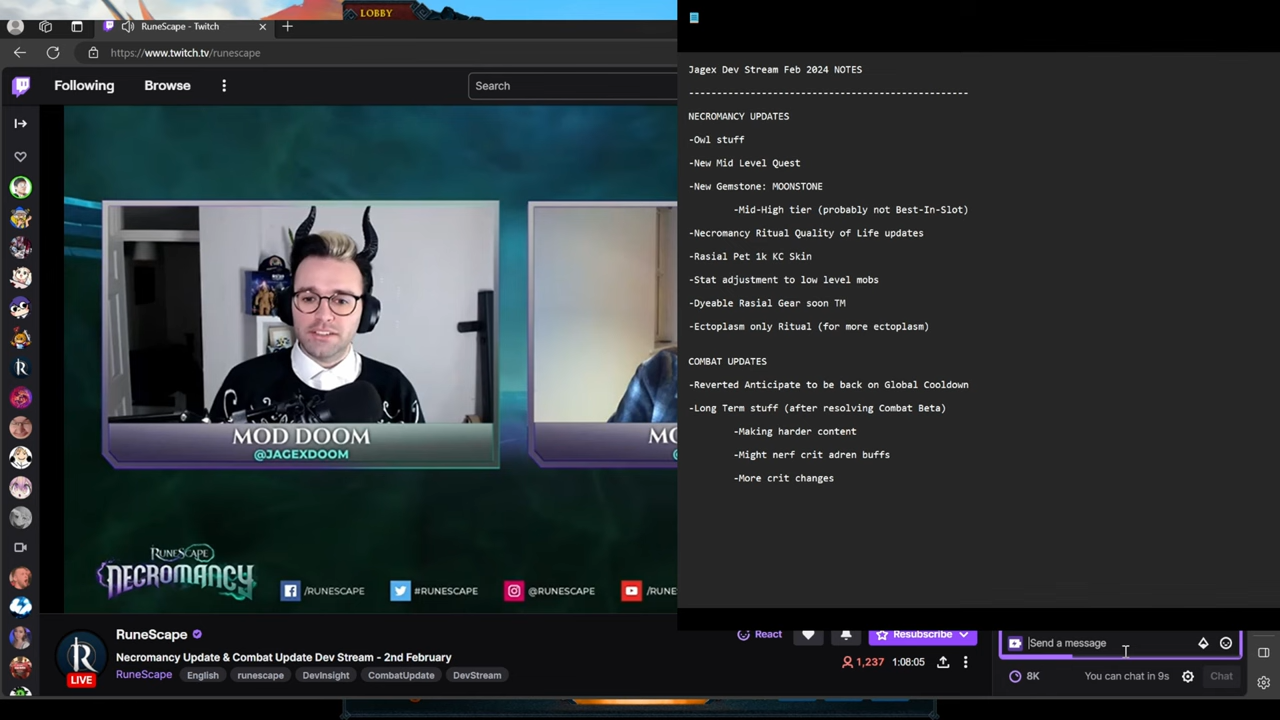 LOBBY
RuneScape - Twitch
https://www.twitch.tv/runescape
Following
Browse
Search
MOD DOOM
@JAGEXDOOM
RUNESCAPE
NECROMANCY
/RUNESCAPE
#RUNESCAPE
@RUNESCAPE
/RUNE
LIVE
RuneScape
Necromancy Update & Combat Update Dev Stream - 2nd February
RuneScape
English
runescape
DevInsight
CombatUpdate
DevStream
React
Resubscribe
1,237
1:08:05
Jagex Dev Stream Feb 2024 NOTES
--------------------------------------------------
NECROMANCY UPDATES
-Owl stuff
-New Mid Level Quest
-New Gemstone: MOONSTONE
-Mid-High tier (probably not Best-In-Slot)
-Necromancy Ritual Quality of Life updates
-Rasial Pet 1k KC Skin
-Stat adjustment to low level mobs
-Dyeable Rasial Gear soon TM
-Ectoplasm only Ritual (for more ectoplasm)
COMBAT UPDATES
-Reverted Anticipate to be back on Global Cooldown
-Long Term stuff (after resolving Combat Beta)
-Making harder content
-Might nerf crit adren buffs
-More crit changes
Send a message
8K
You can chat in 9s
Chat